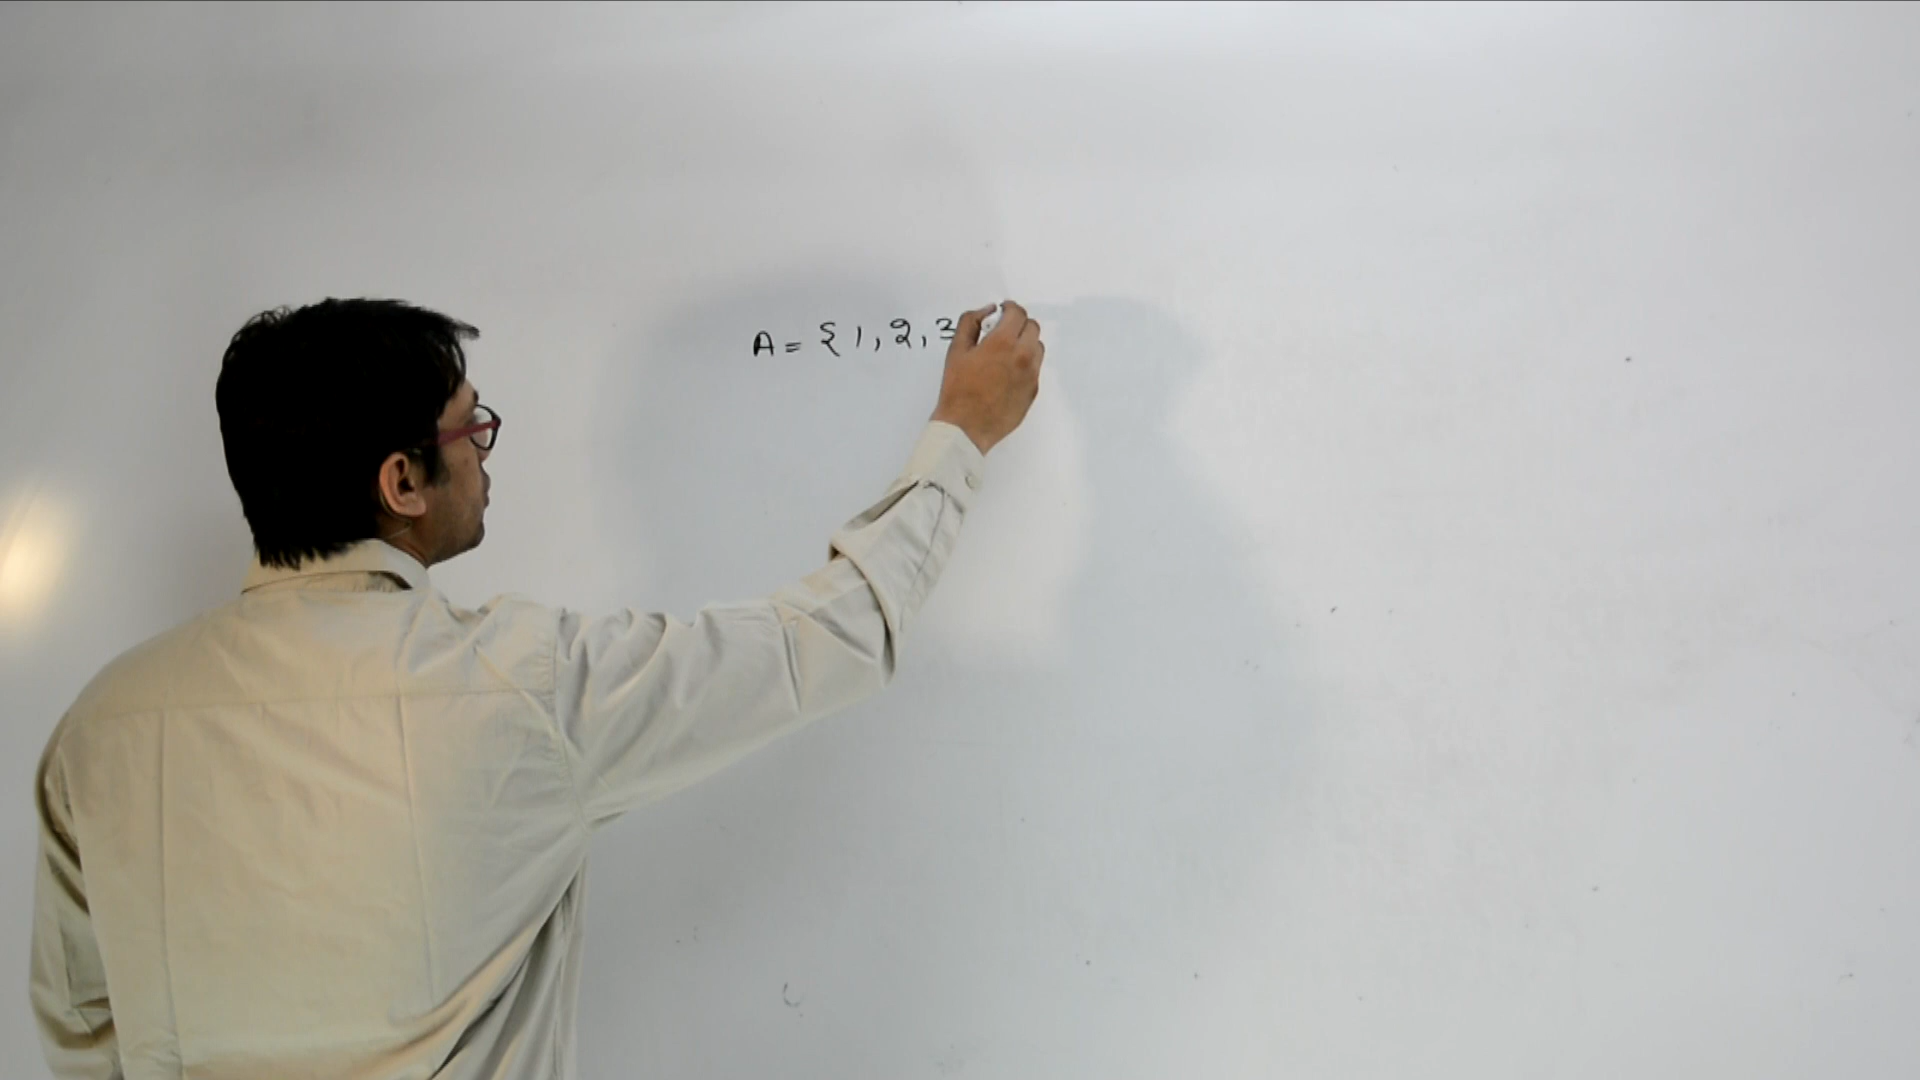 A = { 1, 2, 3